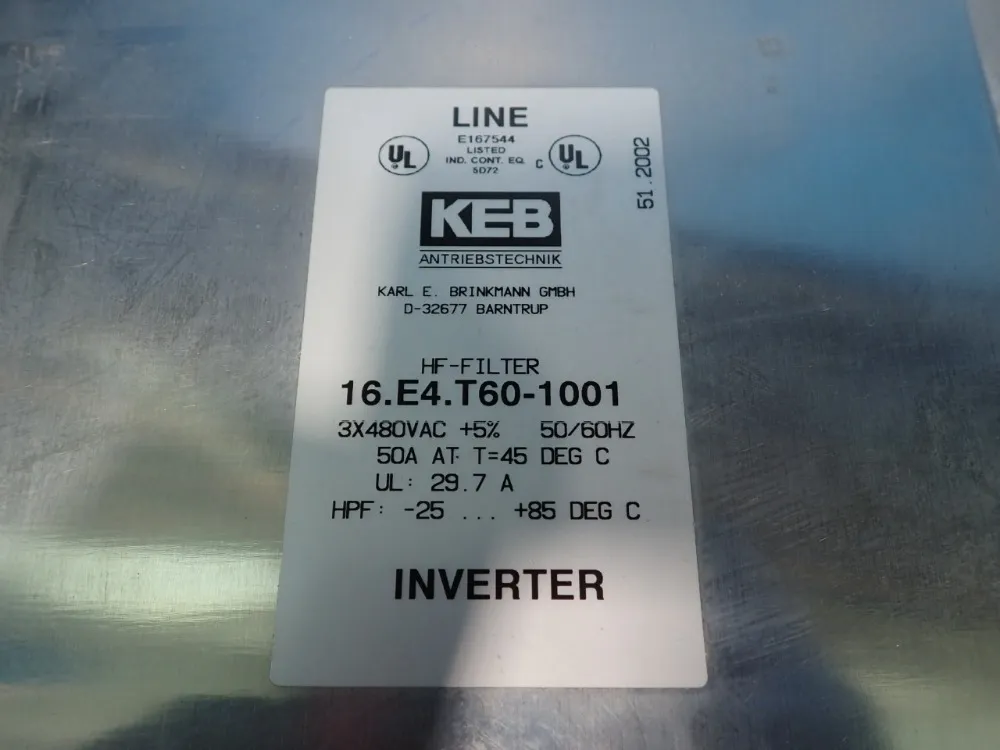 LINE
E167544
LISTED
IND. CONT. EQ.
5D72
UL
C UL
51.2002
KEB
ANTRIEBSTECHNIK
KARL E. BRINKMANN GMBH
D-32677 BARNTRUP
HF-FILTER
16.E4.T60-1001
3X480VAC +5% 50/60HZ
50A AT T=45 DEG C
UL: 29.7 A
HPF: -25 ... +85 DEG C
INVERTER